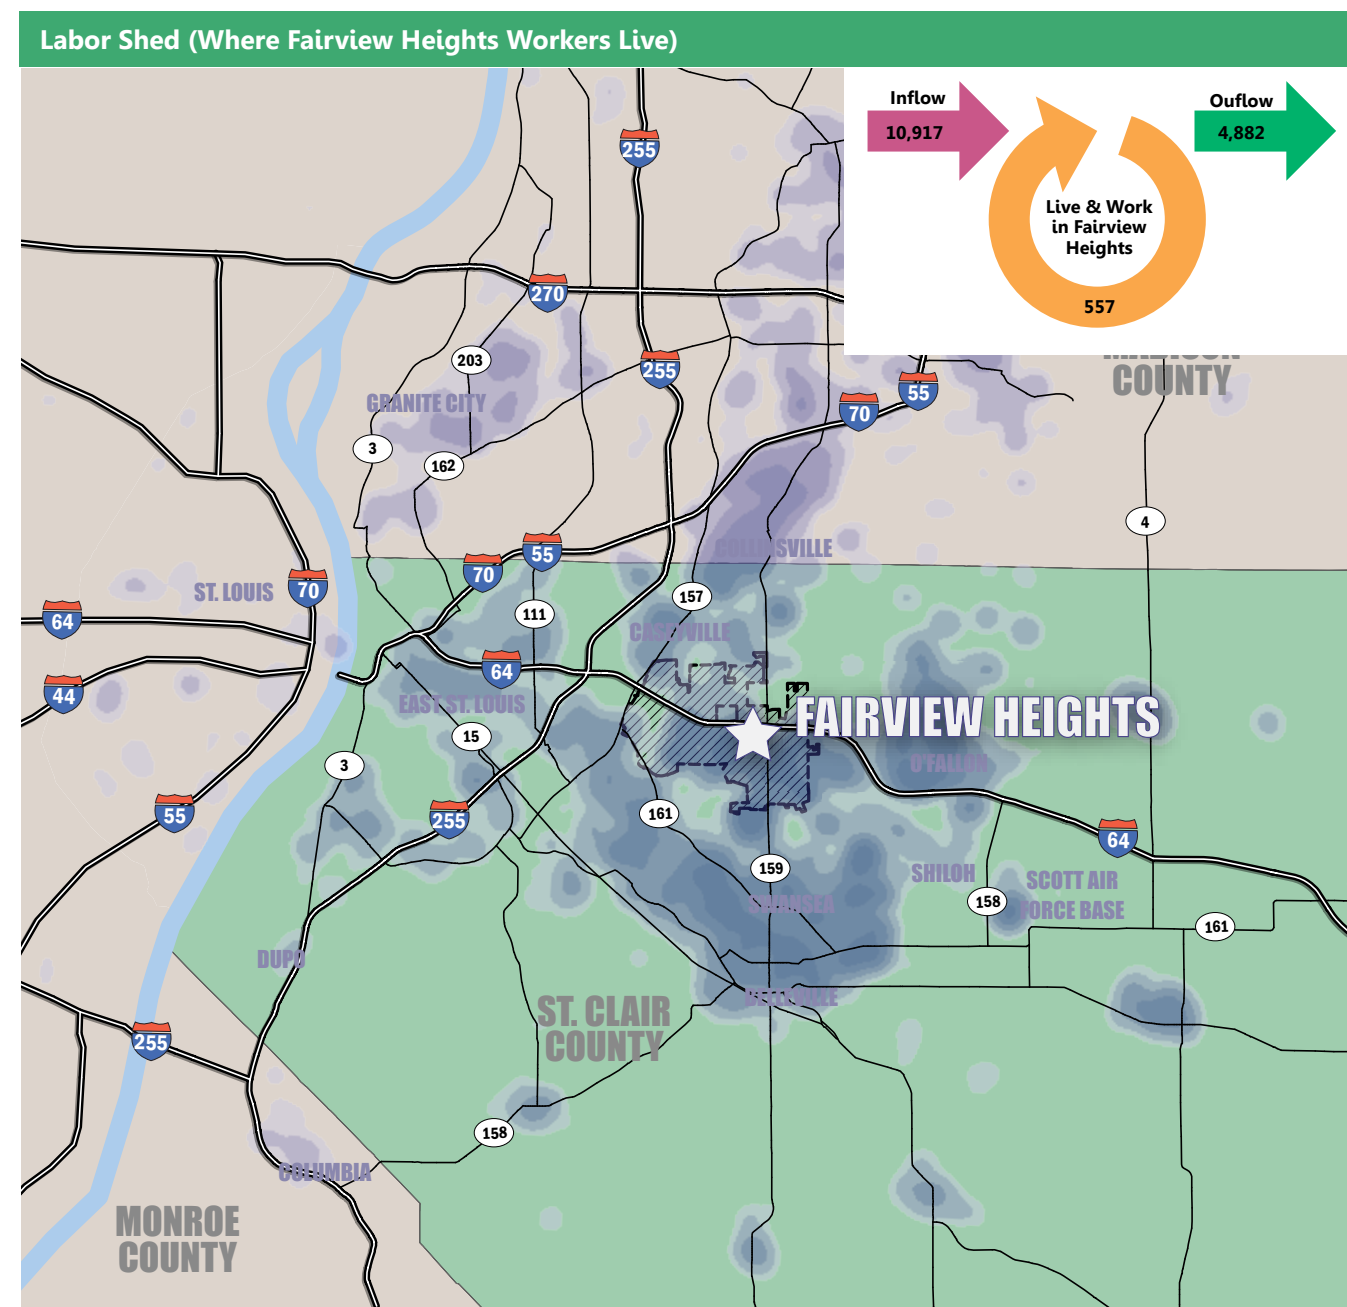 Labor Shed (Where Fairview Heights Workers Live)
Inflow
10,917
Ouflow
4,882
Live & Work
in Fairview
Heights
557
255
270
203
255
MADISON
COUNTY
55
70
GRANITE CITY
3
162
4
COLLINSVILLE
55
70
70
ST. LOUIS
157
64
111
CASEYVILLE
64
44
EAST ST. LOUIS
FAIRVIEW HEIGHTS
15
3
O'FALLON
55
255
161
64
159
SHILOH
SCOTT AIR
FORCE BASE
158
SWANSEA
161
DUPO
BELLEVILLE
ST. CLAIR
COUNTY
255
158
COLUMBIA
MONROE
COUNTY